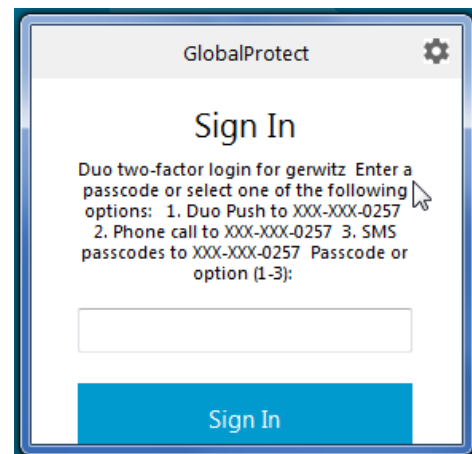 GlobalProtect
Sign In
Duo two-factor login for gerwitz Enter a
passcode or select one of the following
options: 1. Duo Push to XXX-XXX-0257
2. Phone call to XXX-XXX-0257 3. SMS
passcodes to XXX-XXX-0257 Passcode or
option (1-3):
Sign In